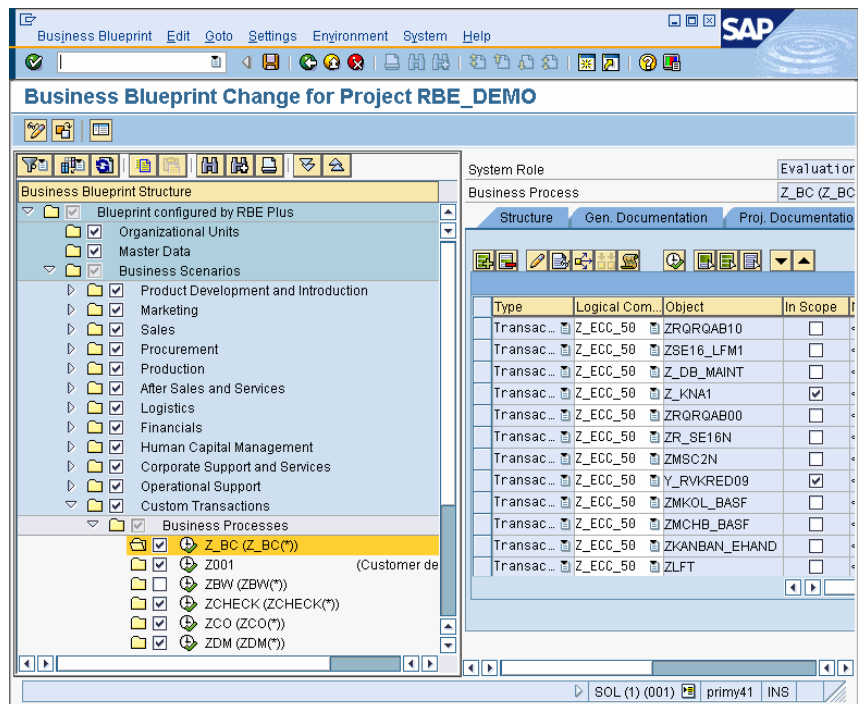 Business Blueprint Edit Goto Settings Environment System Help
SAP
Business Blueprint Change for Project RBE_DEMO
Business Blueprint Structure
Blueprint configured by RBE Plus
Organizational Units
Master Data
Business Scenarios
Product Development and Introduction
Marketing
Sales
Procurement
Production
After Sales and Services
Logistics
Financials
Human Capital Management
Corporate Support and Services
Operational Support
Custom Transactions
Business Processes
Z_BC (Z_BC(*))
Z001 (Customer de
ZBW (ZBW(*))
ZCHECK (ZCHECK(*))
ZCO (ZCO(*))
ZDM (ZDM(*))
System Role Evaluation
Business Process Z_BC (Z_BC
Structure Gen. Documentation Proj. Documentatio
Type Logical Com... Object In Scope
Transac... Z_ECC_50 ZRQRQAB10
Transac... Z_ECC_50 ZSE16_LFM1
Transac... Z_ECC_50 Z_DB_MAINT
Transac... Z_ECC_50 Z_KNA1
Transac... Z_ECC_50 ZRQRQAB00
Transac... Z_ECC_50 ZR_SE16N
Transac... Z_ECC_50 ZMSC2N
Transac... Z_ECC_50 Y_RVKRED09
Transac... Z_ECC_50 ZMKOL_BASF
Transac... Z_ECC_50 ZMCHB_BASF
Transac... Z_ECC_50 ZKANBAN_EHAND
Transac... Z_ECC_50 ZLFT
SOL (1) (001) primy41 INS